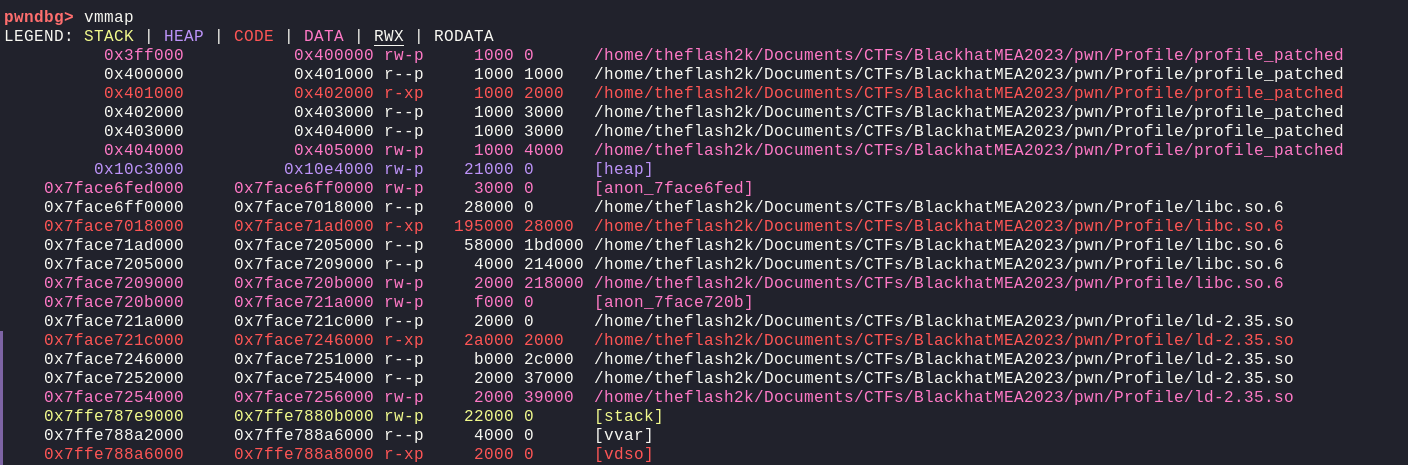 pwndbg> vmmap
LEGEND: STACK | HEAP | CODE | DATA | RWX | RODATA
0x3ff000 0x400000 rw-p 1000 0 /home/theflash2k/Documents/CTFs/BlackhatMEA2023/pwn/Profile/profile_patched
0x400000 0x401000 r--p 1000 1000 /home/theflash2k/Documents/CTFs/BlackhatMEA2023/pwn/Profile/profile_patched
0x401000 0x402000 r-xp 1000 2000 /home/theflash2k/Documents/CTFs/BlackhatMEA2023/pwn/Profile/profile_patched
0x402000 0x403000 r--p 1000 3000 /home/theflash2k/Documents/CTFs/BlackhatMEA2023/pwn/Profile/profile_patched
0x403000 0x404000 r--p 1000 3000 /home/theflash2k/Documents/CTFs/BlackhatMEA2023/pwn/Profile/profile_patched
0x404000 0x405000 rw-p 1000 4000 /home/theflash2k/Documents/CTFs/BlackhatMEA2023/pwn/Profile/profile_patched
0x10c3000 0x10e4000 rw-p 21000 0 [heap]
0x7face6fed000 0x7face6ff0000 rw-p 3000 0 [anon_7face6fed]
0x7face6ff0000 0x7face7018000 r--p 28000 0 /home/theflash2k/Documents/CTFs/BlackhatMEA2023/pwn/Profile/libc.so.6
0x7face7018000 0x7face71ad000 r-xp 195000 28000 /home/theflash2k/Documents/CTFs/BlackhatMEA2023/pwn/Profile/libc.so.6
0x7face71ad000 0x7face7205000 r--p 58000 1bd000 /home/theflash2k/Documents/CTFs/BlackhatMEA2023/pwn/Profile/libc.so.6
0x7face7205000 0x7face7209000 r--p 4000 214000 /home/theflash2k/Documents/CTFs/BlackhatMEA2023/pwn/Profile/libc.so.6
0x7face7209000 0x7face720b000 rw-p 2000 218000 /home/theflash2k/Documents/CTFs/BlackhatMEA2023/pwn/Profile/libc.so.6
0x7face720b000 0x7face721a000 rw-p f000 0 [anon_7face720b]
0x7face721a000 0x7face721c000 r--p 2000 0 /home/theflash2k/Documents/CTFs/BlackhatMEA2023/pwn/Profile/ld-2.35.so
0x7face721c000 0x7face7246000 r-xp 2a000 2000 /home/theflash2k/Documents/CTFs/BlackhatMEA2023/pwn/Profile/ld-2.35.so
0x7face7246000 0x7face7251000 r--p b000 2c000 /home/theflash2k/Documents/CTFs/BlackhatMEA2023/pwn/Profile/ld-2.35.so
0x7face7252000 0x7face7254000 r--p 2000 37000 /home/theflash2k/Documents/CTFs/BlackhatMEA2023/pwn/Profile/ld-2.35.so
0x7face7254000 0x7face7256000 rw-p 2000 39000 /home/theflash2k/Documents/CTFs/BlackhatMEA2023/pwn/Profile/ld-2.35.so
0x7ffe787e9000 0x7ffe7880b000 rw-p 22000 0 [stack]
0x7ffe788a2000 0x7ffe788a6000 r--p 4000 0 [vvar]
0x7ffe788a6000 0x7ffe788a8000 r-xp 2000 0 [vdso]